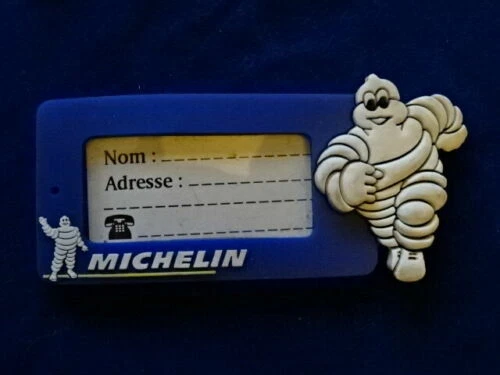 Nom :
Adresse :
MICHELIN